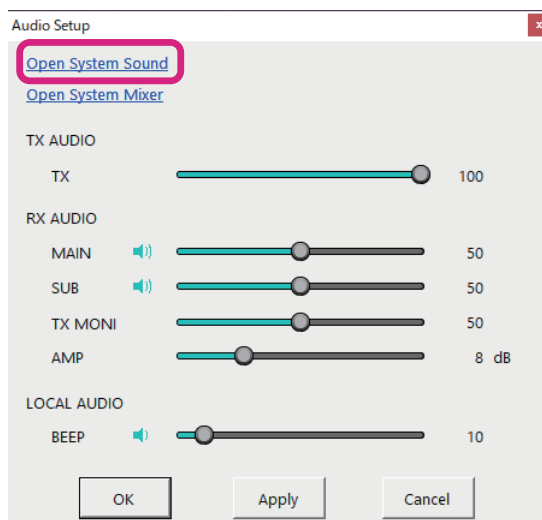 Audio Setup x
Open System Sound
Open System Mixer
TX AUDIO
TX 100
RX AUDIO
MAIN 50
SUB 50
TX MONI 50
AMP 8 dB
LOCAL AUDIO
BEEP 10
OK Apply Cancel